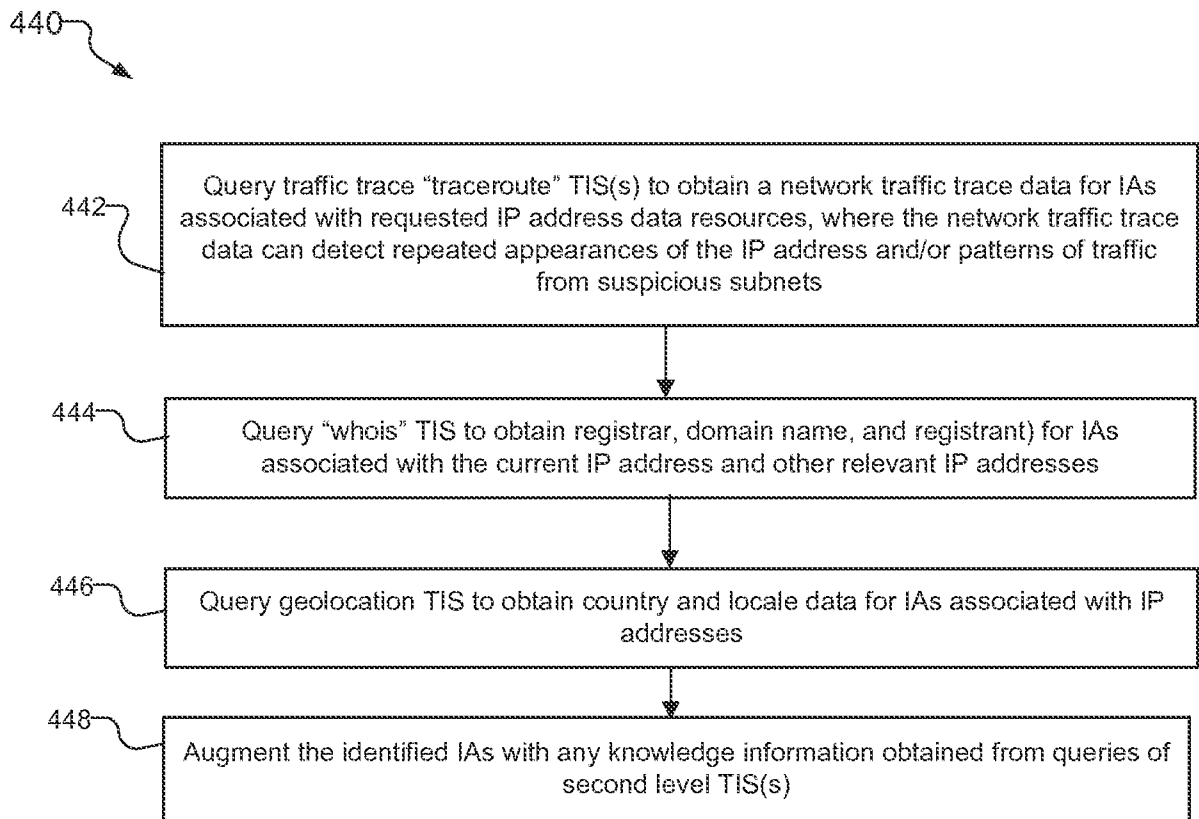 440
442
Query traffic trace “traceroute” TIS(s) to obtain a network traffic trace data for IAs
associated with requested IP address data resources, where the network traffic trace
data can detect repeated appearances of the IP address and/or patterns of traffic
from suspicious subnets
444
Query “whois” TIS to obtain registrar, domain name, and registrant) for IAs
associated with the current IP address and other relevant IP addresses
446
Query geolocation TIS to obtain country and locale data for IAs associated with IP
addresses
448
Augment the identified IAs with any knowledge information obtained from queries of
second level TIS(s)